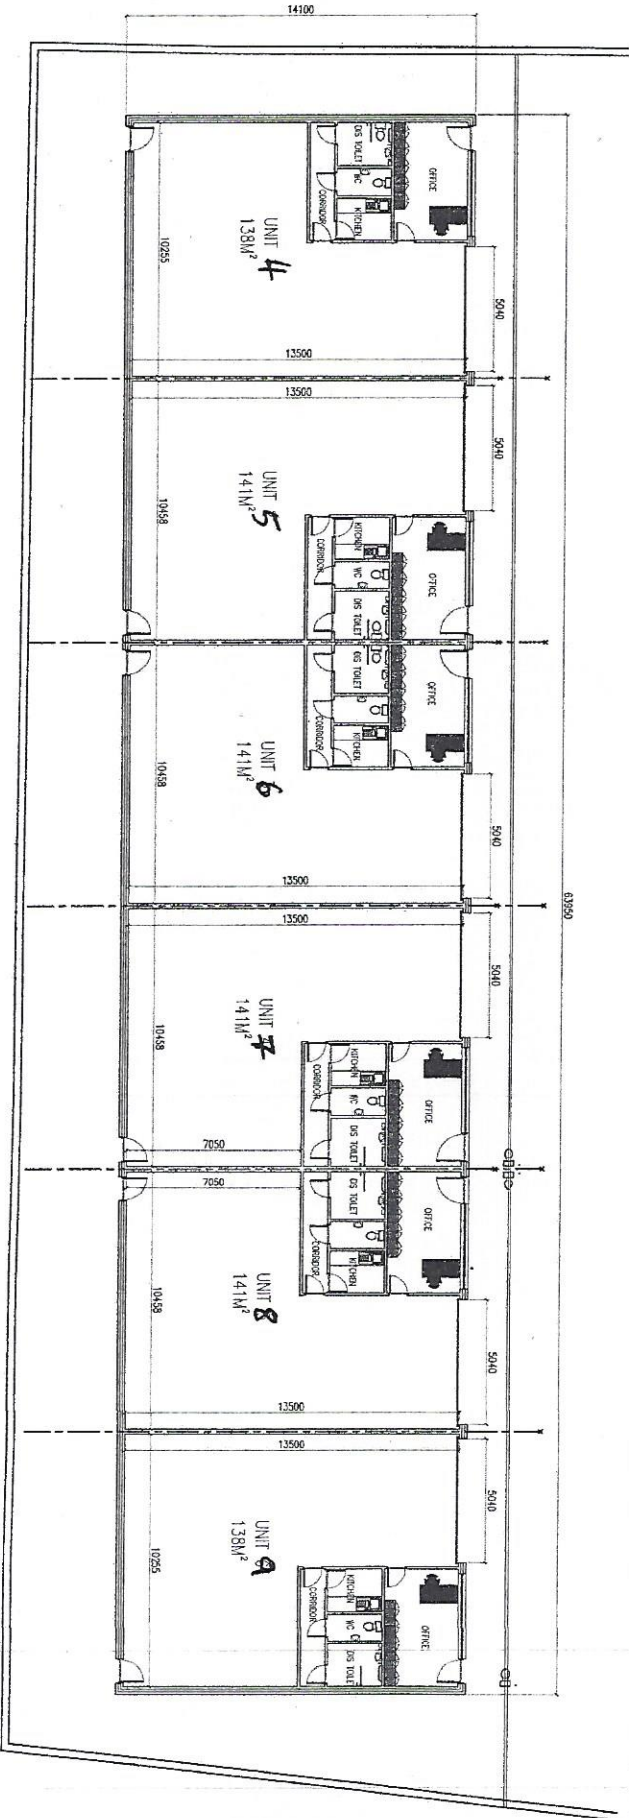 14100
63950
OFFICE
DIS TOILET
WC
KITCHEN
CORRIDOR
UNIT 4
138M²
10255
5040
13500
13500
5040
UNIT 5
141M²
10458
KITCHEN
WC
DIS TOILET
CORRIDOR
OFFICE
DIS TOILET
KITCHEN
CORRIDOR
OFFICE
UNIT 6
141M²
10458
5040
13500
13500
5040
UNIT 7
141M²
10458
KITCHEN
WC
DIS TOILET
CORRIDOR
OFFICE
7050
7050
DIS TOILET
KITCHEN
CORRIDOR
OFFICE
UNIT 8
141M²
10458
5040
13500
13500
5040
UNIT 9
138M²
10255
KITCHEN
WC
DIS TOILET
CORRIDOR
OFFICE